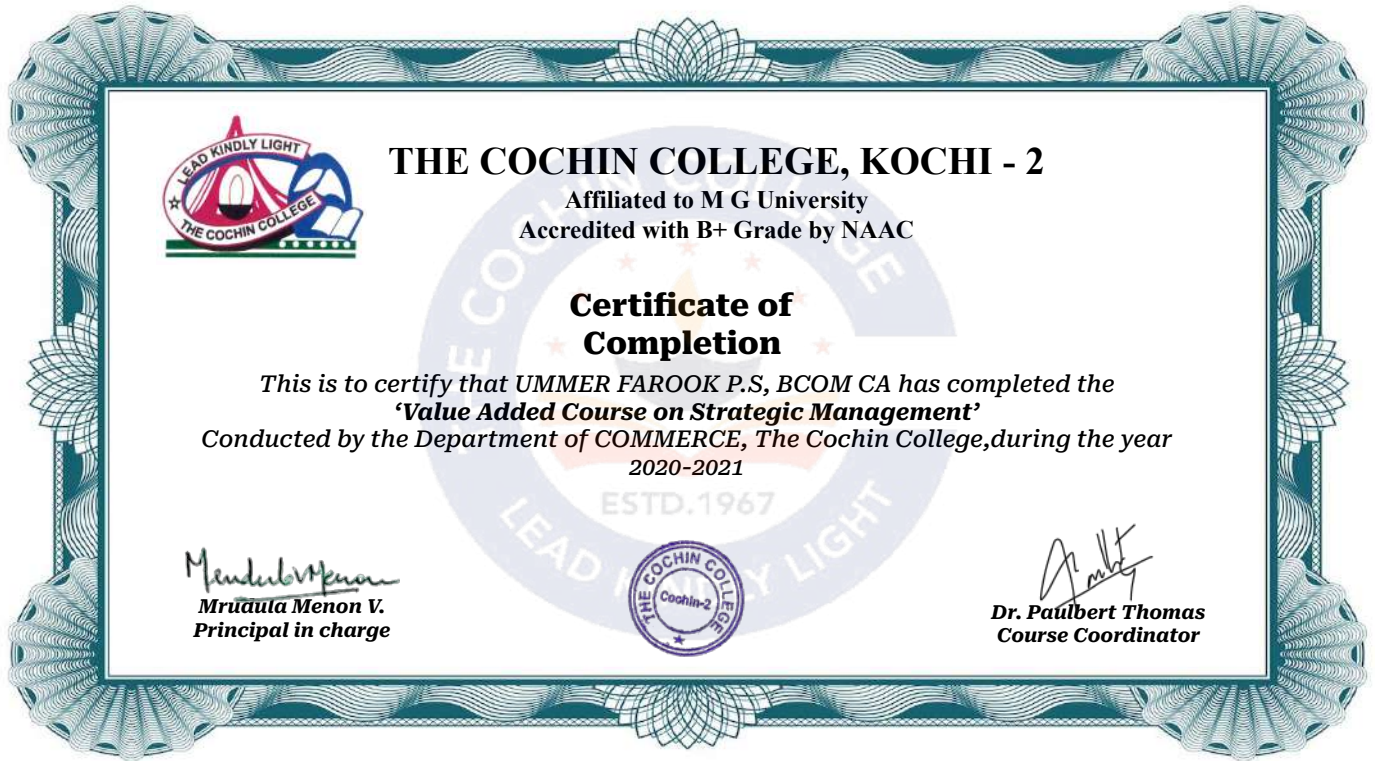 LEAD KINDLY LIGHT
THE COCHIN COLLEGE
THE COCHIN COLLEGE, KOCHI - 2
Affiliated to M G University
Accredited with B+ Grade by NAAC
THE COCHIN COLLEGE
Certificate of
Completion
This is to certify that UMMER FAROOK P.S, BCOM CA has completed the
‘Value Added Course on Strategic Management’
Conducted by the Department of COMMERCE, The Cochin College,during the year
2020-2021
ESTD.1967
LEAD KINDLY LIGHT
Mrudula Menon V.
Principal in charge
THE COCHIN COLLEGE
Cochin-2
Dr. Paulbert Thomas
Course Coordinator